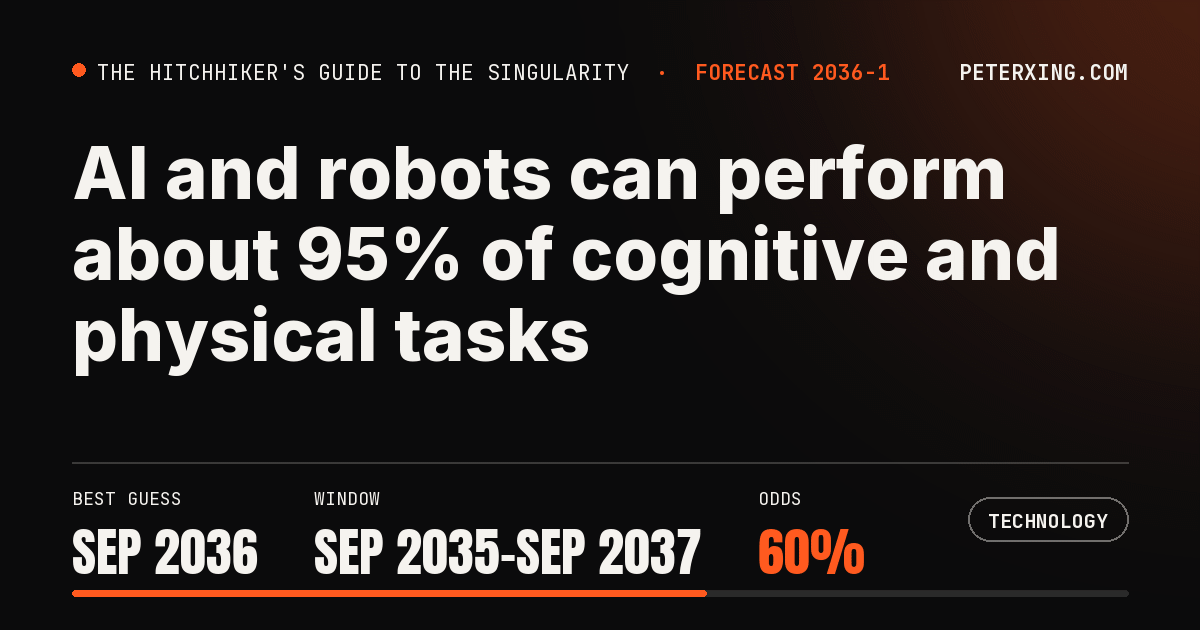 THE HITCHHIKER'S GUIDE TO THE SINGULARITY · FORECAST 2036-1 PETERXING.COM
AI and robots can perform
about 95% of cognitive and
physical tasks
BEST GUESS WINDOW ODDS
SEP 2036 SEP 2035-SEP 2037 60% TECHNOLOGY